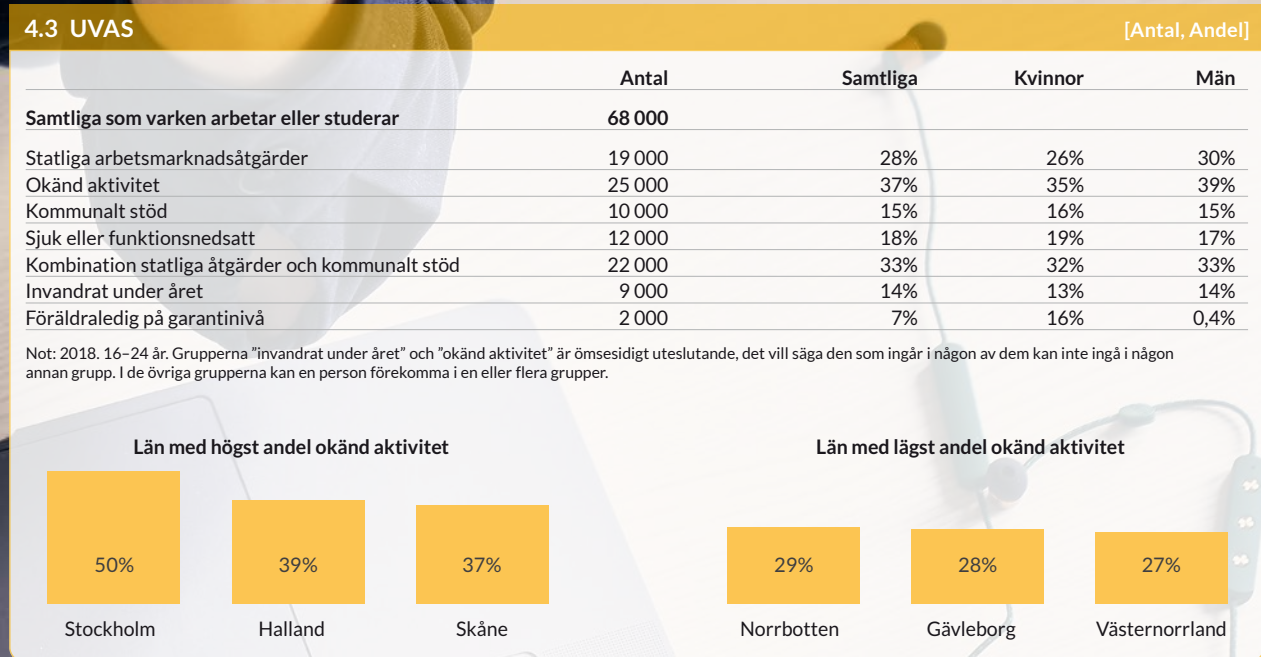 4.3 UVAS [Antal, Andel]
Antal Samtliga Kvinnor Män
Samtliga som varken arbetar eller studerar 68 000
Statliga arbetsmarknadsåtgärder 19 000 28% 26% 30%
Okänd aktivitet 25 000 37% 35% 39%
Kommunalt stöd 10 000 15% 16% 15%
Sjuk eller funktionsnedsatt 12 000 18% 19% 17%
Kombination statliga åtgärder och kommunalt stöd 22 000 33% 32% 33%
Invandrat under året 9 000 14% 13% 14%
Föräldraledig på garantinivå 2 000 7% 16% 0,4%
Not: 2018. 16–24 år. Grupperna ”invandrat under året” och ”okänd aktivitet” är ömsesidigt uteslutande, det vill säga den som ingår i någon av dem kan inte ingå i någon
annan grupp. I de övriga grupperna kan en person förekomma i en eller flera grupper.
Län med högst andel okänd aktivitet
50% 39% 37%
Stockholm Halland Skåne
Län med lägst andel okänd aktivitet
29% 28% 27%
Norrbotten Gävleborg Västernorrland